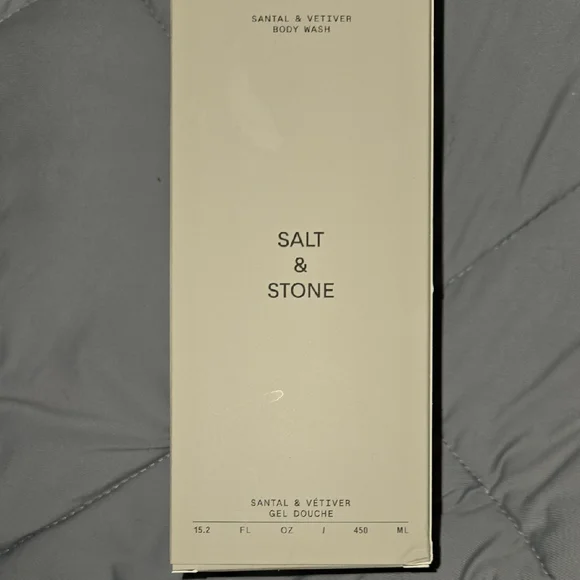 SANTAL & VETIVER
BODY WASH
SALT
&
STONE
SANTAL & VÉTIVER
GEL DOUCHE
15.2 FL OZ / 450 ML